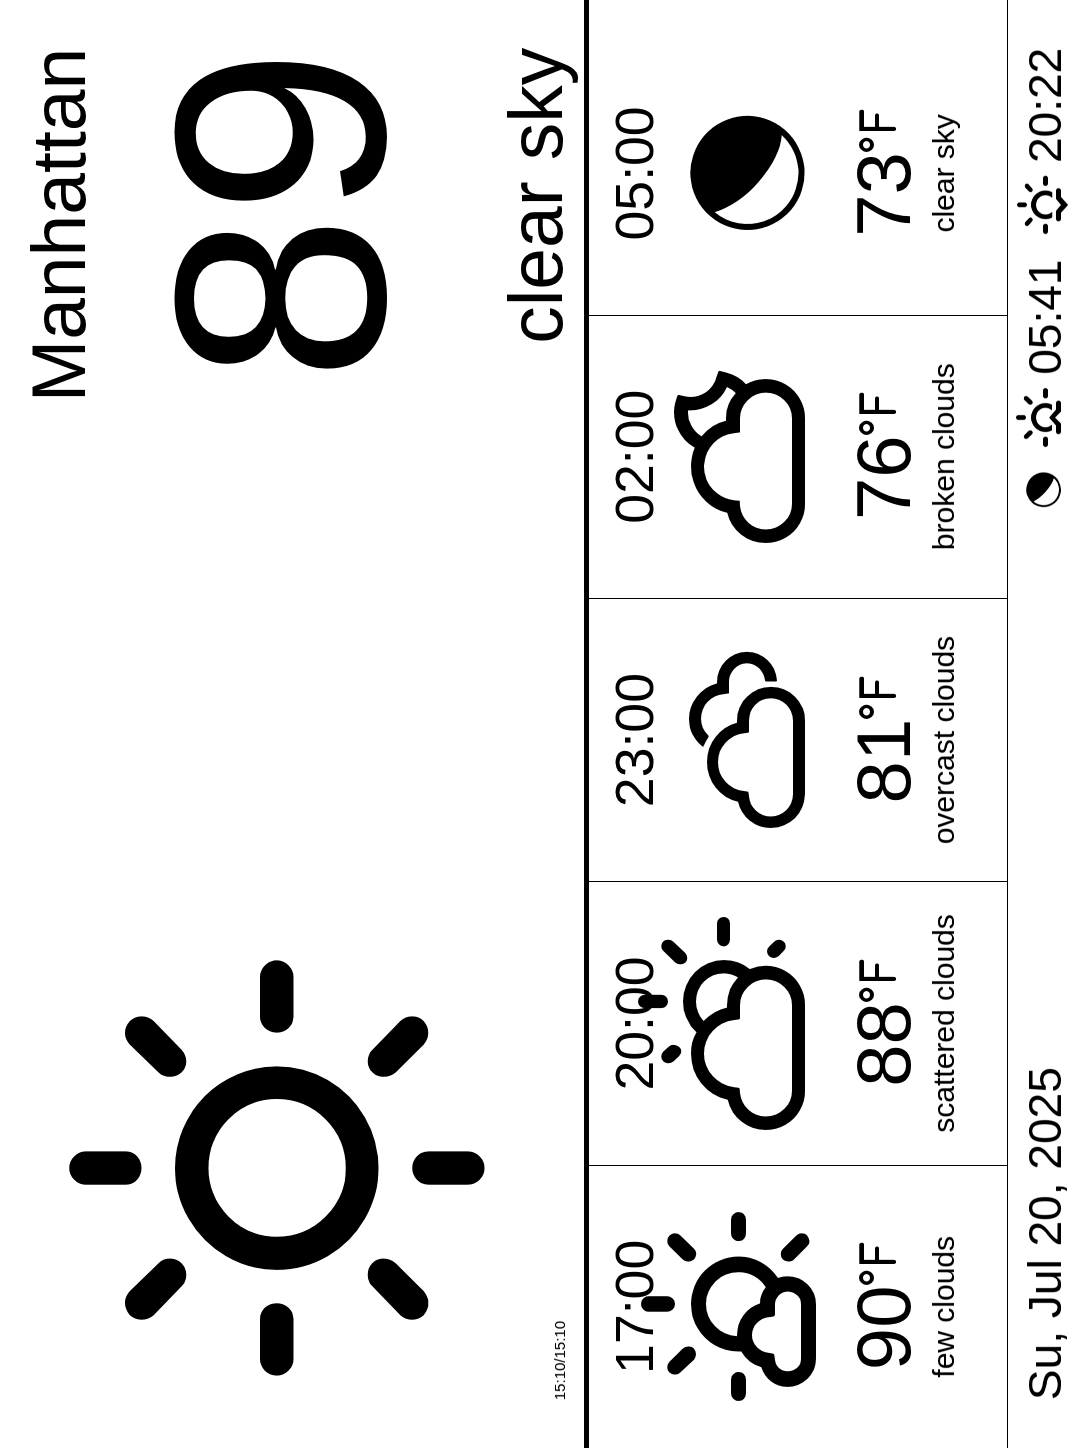 Manhattan
89
clear sky
15:10/15:10
17:00 20:00 23:00 02:00 05:00
90°F 88°F 81°F 76°F 73°F
few clouds scattered clouds overcast clouds broken clouds clear sky
Su, Jul 20, 2025 05:41 20:22